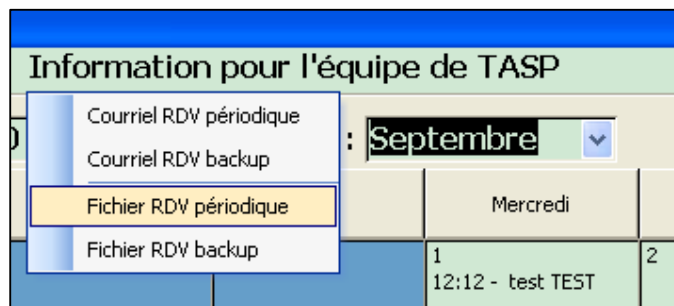 Information pour l'équipe de TASP
Courriel RDV périodique
: Septembre
Courriel RDV backup
Fichier RDV périodique
Mercredi
Fichier RDV backup
1
2
12:12 - test TEST